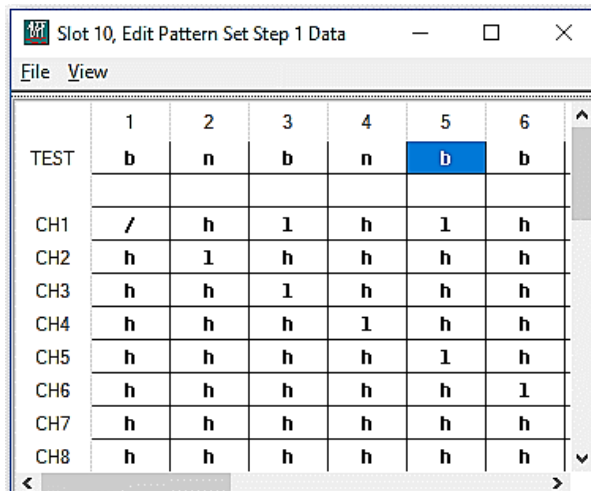 Slot 10, Edit Pattern Set Step 1 Data
File View
1 2 3 4 5 6
TEST b n b n b b
CH1 / h l h l h
CH2 h l h h h h
CH3 h h l h h h
CH4 h h h l h h
CH5 h h h h l h
CH6 h h h h h l
CH7 h h h h h h
CH8 h h h h h h